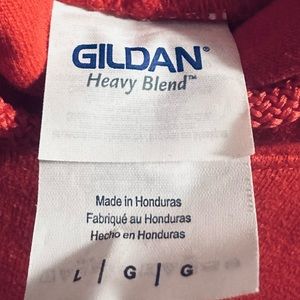 GILDAN®
Heavy Blend™
Made in Honduras
Fabriqué au Honduras
Hecho en Honduras
L / G / G